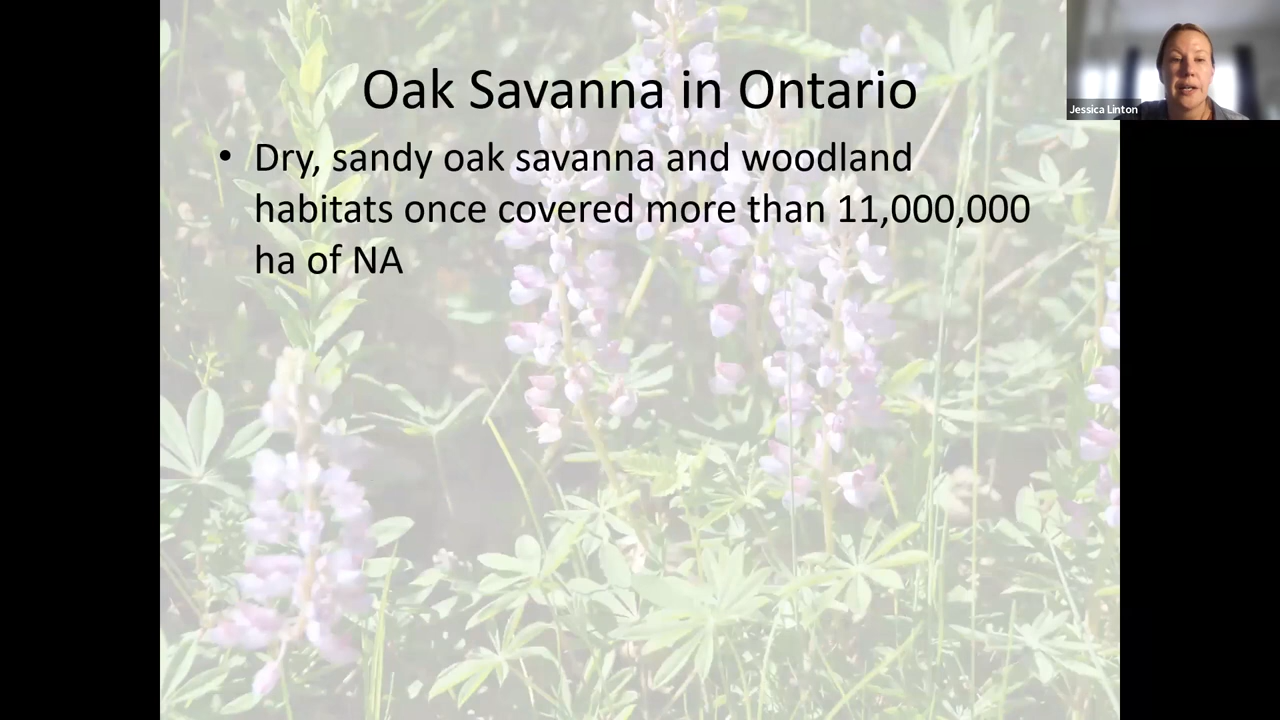 Oak Savanna in Ontario
• Dry, sandy oak savanna and woodland
habitats once covered more than 11,000,000
ha of NA
Jessica Linton